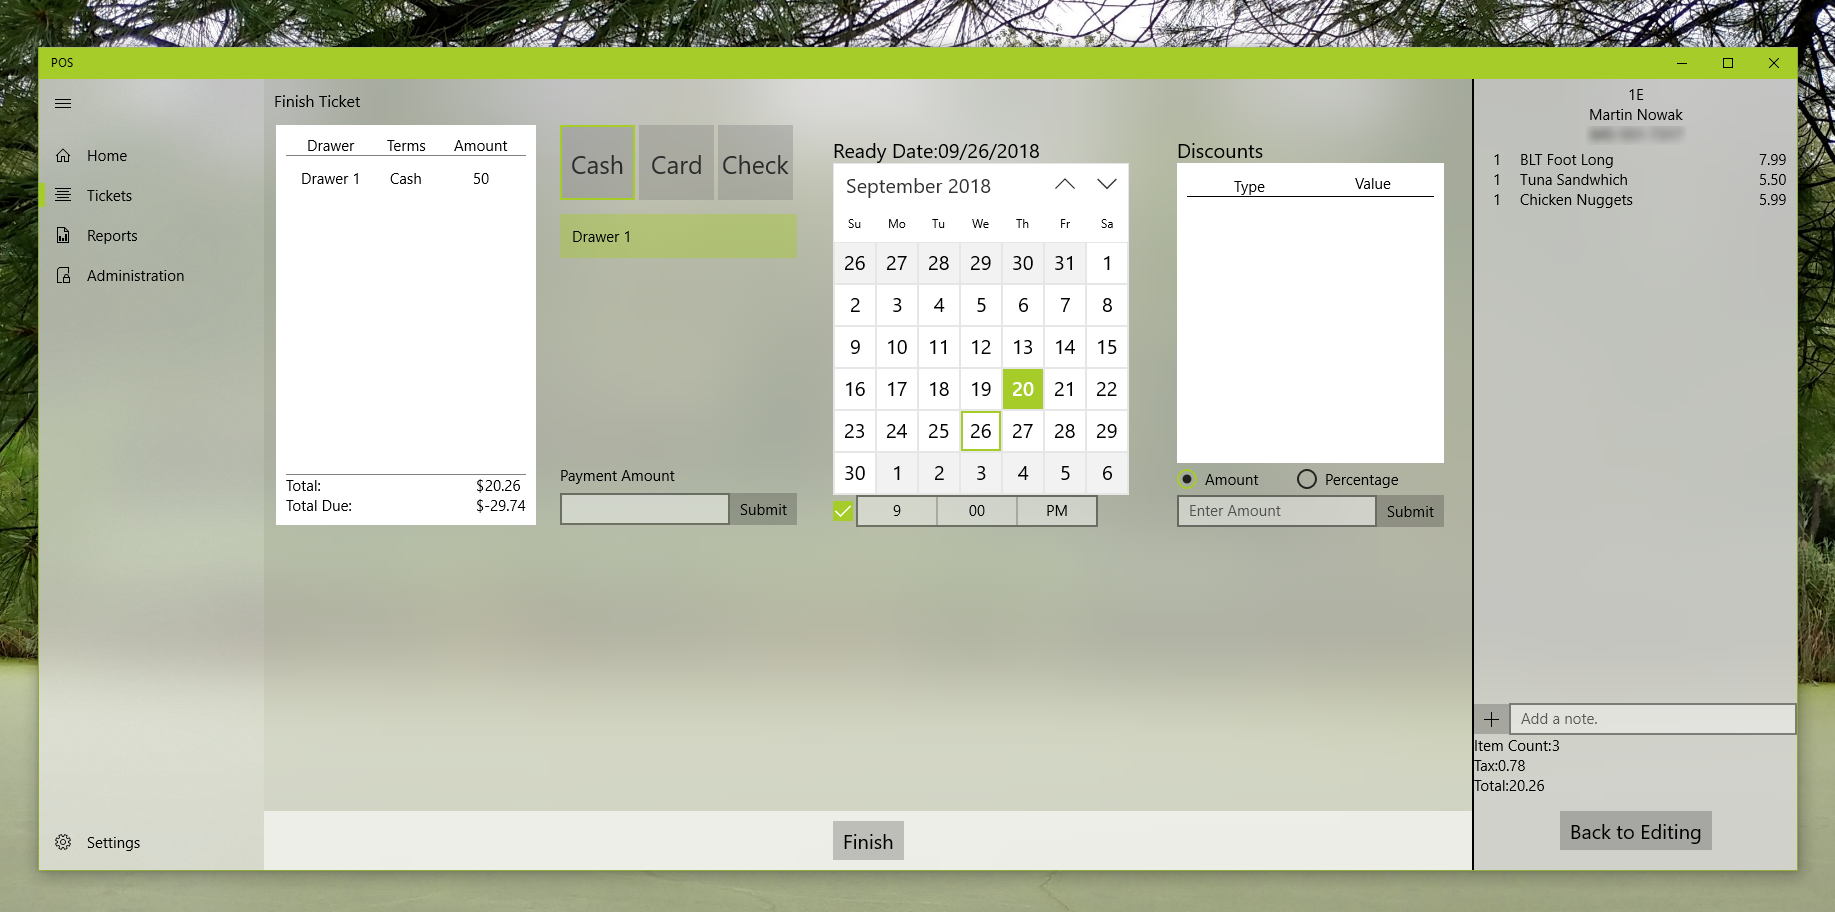 POS
Home
Tickets
Reports
Administration
Settings
Finish Ticket
Drawer Terms Amount
Drawer 1 Cash 50
Total: $20.26
Total Due: $-29.74
Cash Card Check
Drawer 1
Payment Amount
Submit
Ready Date:09/26/2018
September 2018
Su Mo Tu We Th Fr Sa
26 27 28 29 30 31 1
2 3 4 5 6 7 8
9 10 11 12 13 14 15
16 17 18 19 20 21 22
23 24 25 26 27 28 29
30 1 2 3 4 5 6
9 00 PM
Discounts
Type Value
Amount Percentage
Enter Amount Submit
Finish
1E
Martin Nowak
1 BLT Foot Long 7.99
1 Tuna Sandwhich 5.50
1 Chicken Nuggets 5.99
Add a note.
Item Count:3
Tax:0.78
Total:20.26
Back to Editing